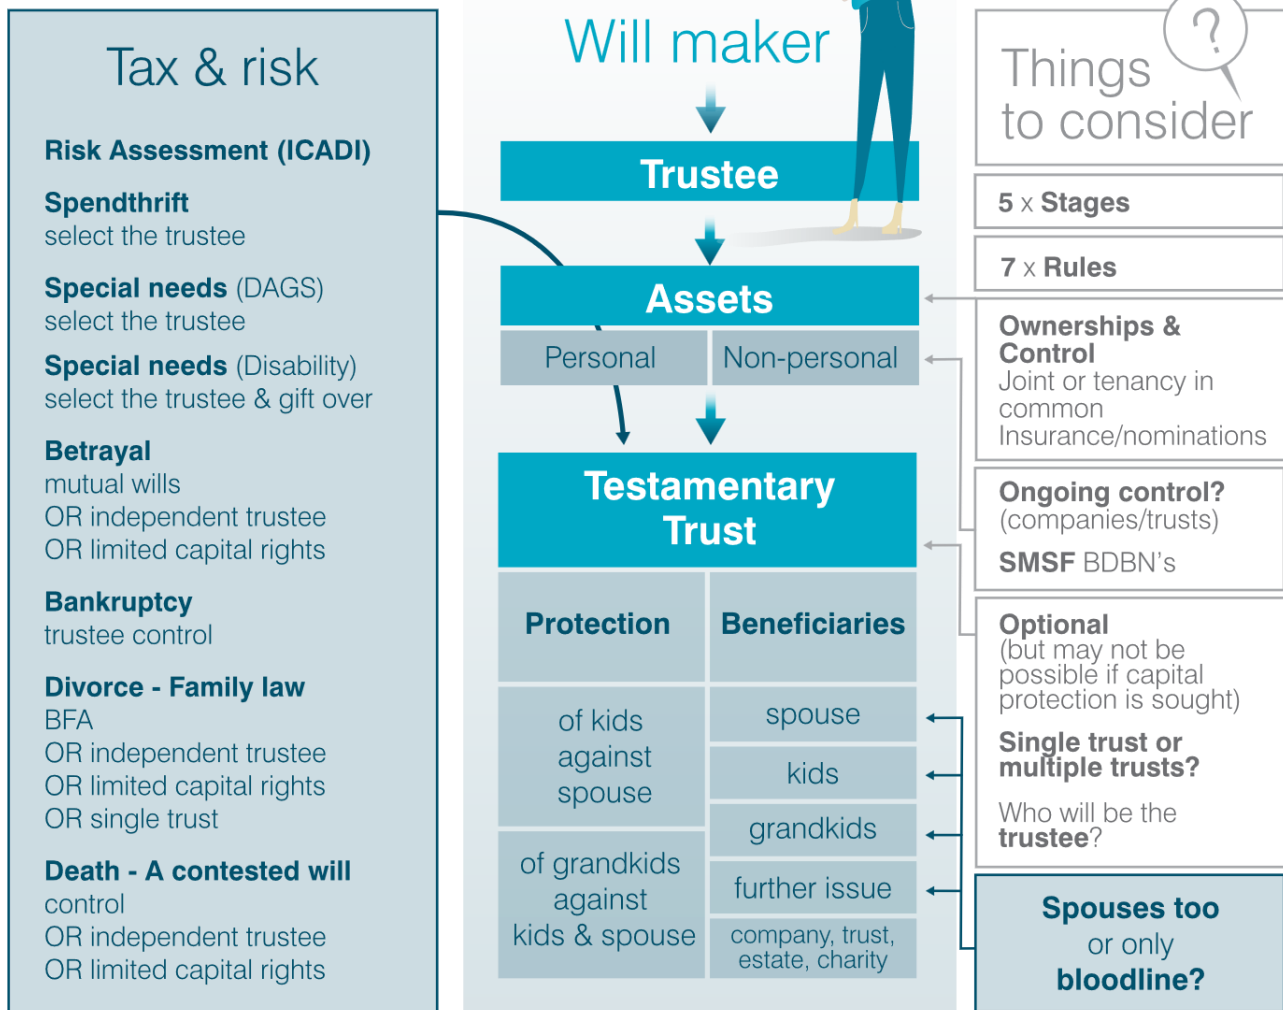 Tax & risk
Risk Assessment (ICADI)
Spendthrift
select the trustee
Special needs (DAGS)
select the trustee
Special needs (Disability)
select the trustee & gift over
Betrayal
mutual wills
OR independent trustee
OR limited capital rights
Bankruptcy
trustee control
Divorce - Family law
BFA
OR independent trustee
OR limited capital rights
OR single trust
Death - A contested will
control
OR independent trustee
OR limited capital rights
Will maker
Trustee
Assets
Personal
Non-personal
Testamentary
Trust
Protection
Beneficiaries
of kids
against
spouse
of grandkids
against
kids & spouse
spouse
kids
grandkids
further issue
company, trust,
estate, charity
?
Things
to consider
5 x Stages
7 x Rules
Ownerships &
Control
Joint or tenancy in
common
Insurance/nominations
Ongoing control?
(companies/trusts)
SMSF BDBN's
Optional
(but may not be
possible if capital
protection is sought)
Single trust or
multiple trusts?
Who will be the
trustee?
Spouses too
or only
bloodline?